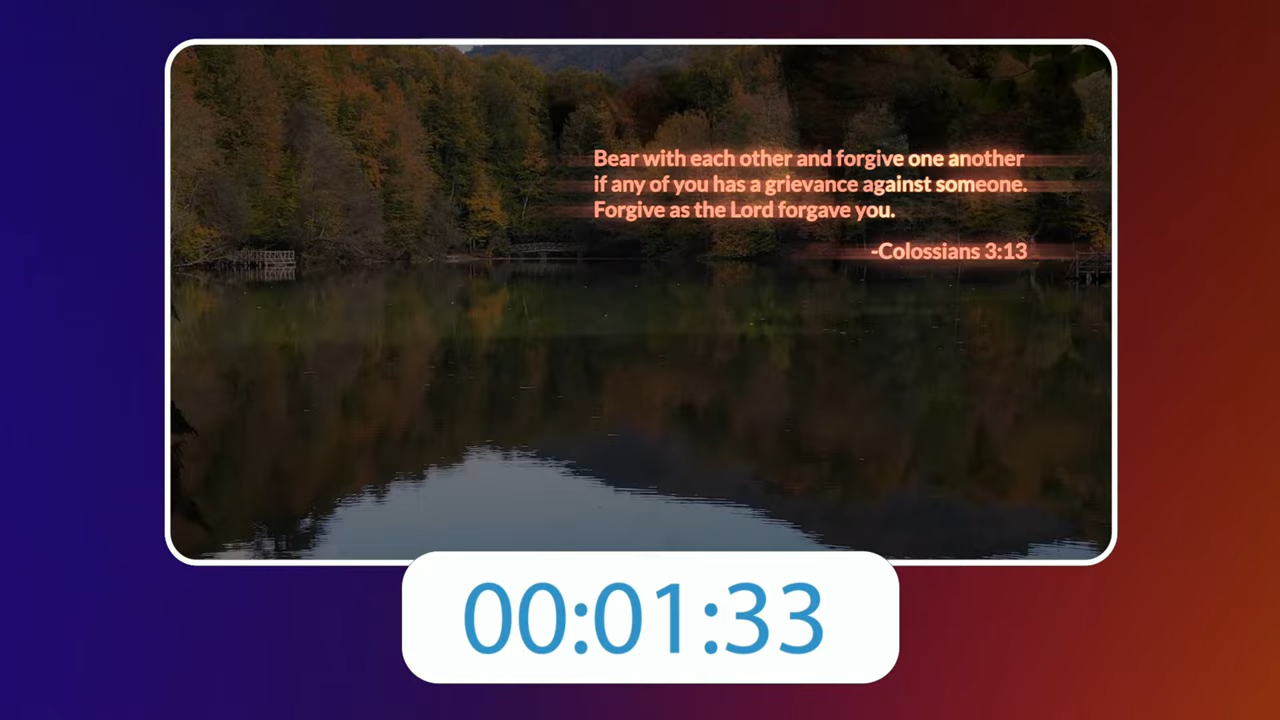 Bear with each other and forgive one another
if any of you has a grievance against someone.
Forgive as the Lord forgave you.
-Colossians 3:13
00:01:33